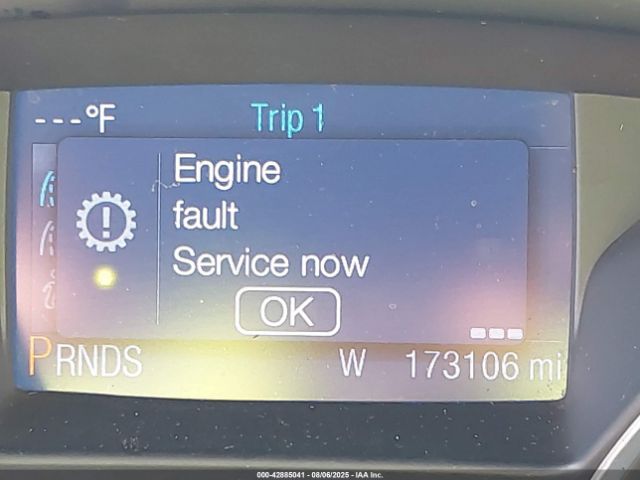 ---°F Trip 1
Engine
fault
Service now
OK
PRNDS W 173106 mi
000-42885041 - 08/06/2025 - IAA Inc.